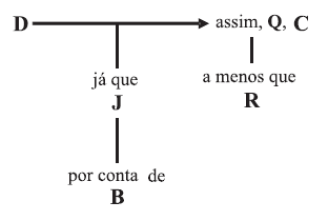 D assim, Q, C
já que a menos que
J R
por conta de
B